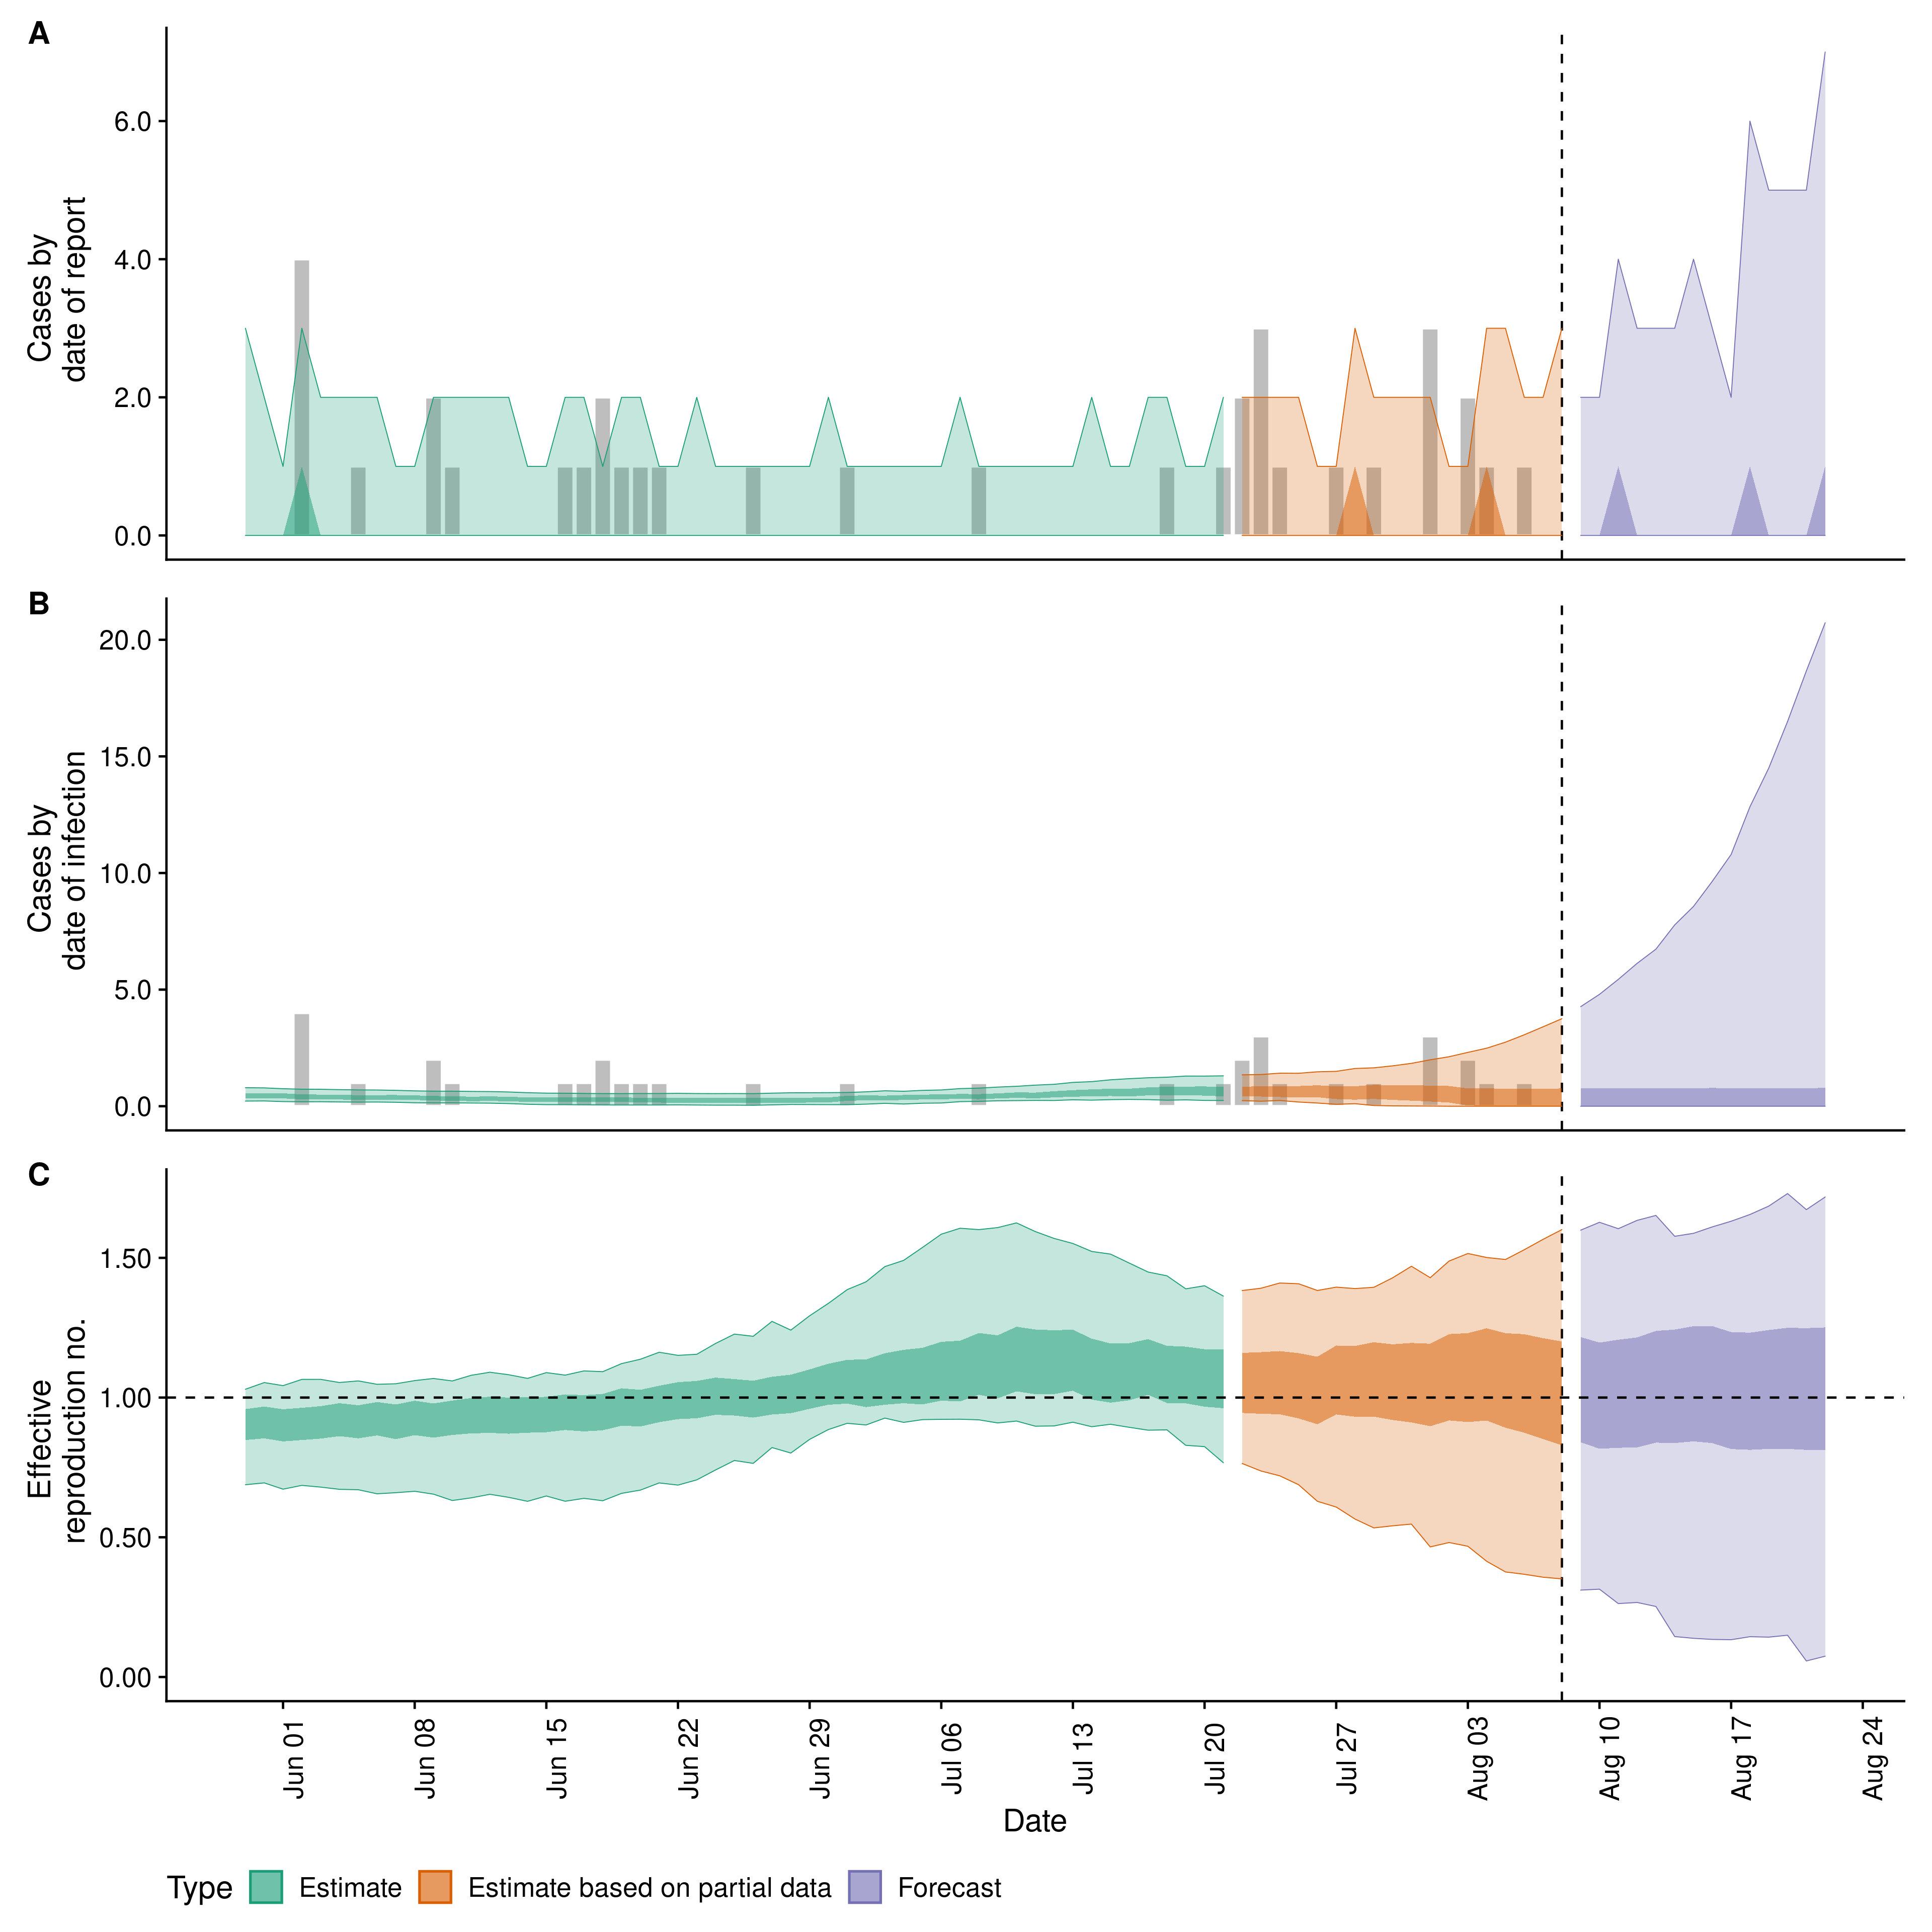 A
Cases by
date of report
6.0
4.0
2.0
0.0
B
Cases by
date of infection
20.0
15.0
10.0
5.0
0.0
C
Effective
reproduction no.
1.50
1.00
0.50
0.00
Jun 01
Jun 08
Jun 15
Jun 22
Jun 29
Jul 06
Jul 13
Jul 20
Jul 27
Aug 03
Aug 10
Aug 17
Aug 24
Date
Type Estimate Estimate based on partial data Forecast